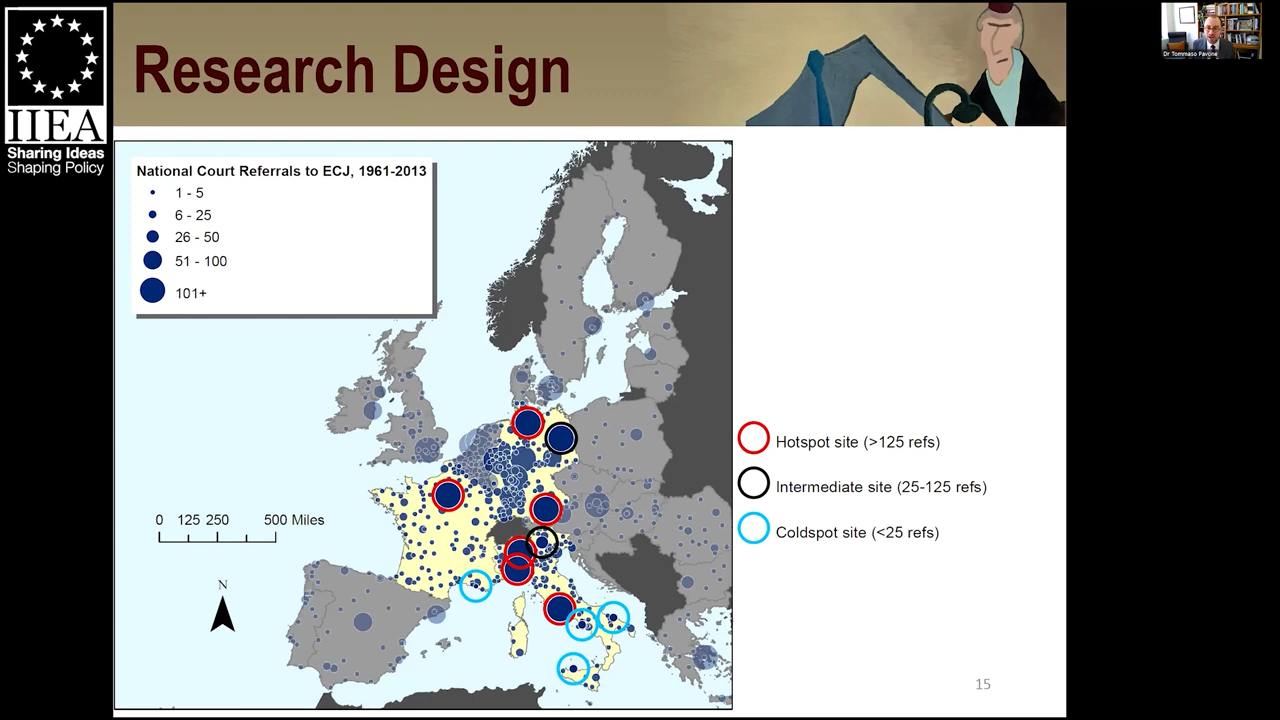 IIEA
Sharing Ideas
Shaping Policy
Research Design
Dr Tommaso Pavone
National Court Referrals to ECJ, 1961-2013
1 - 5
6 - 25
26 - 50
51 - 100
101+
0 125 250 500 Miles
N
Hotspot site (>125 refs)
Intermediate site (25-125 refs)
Coldspot site (<25 refs)
15